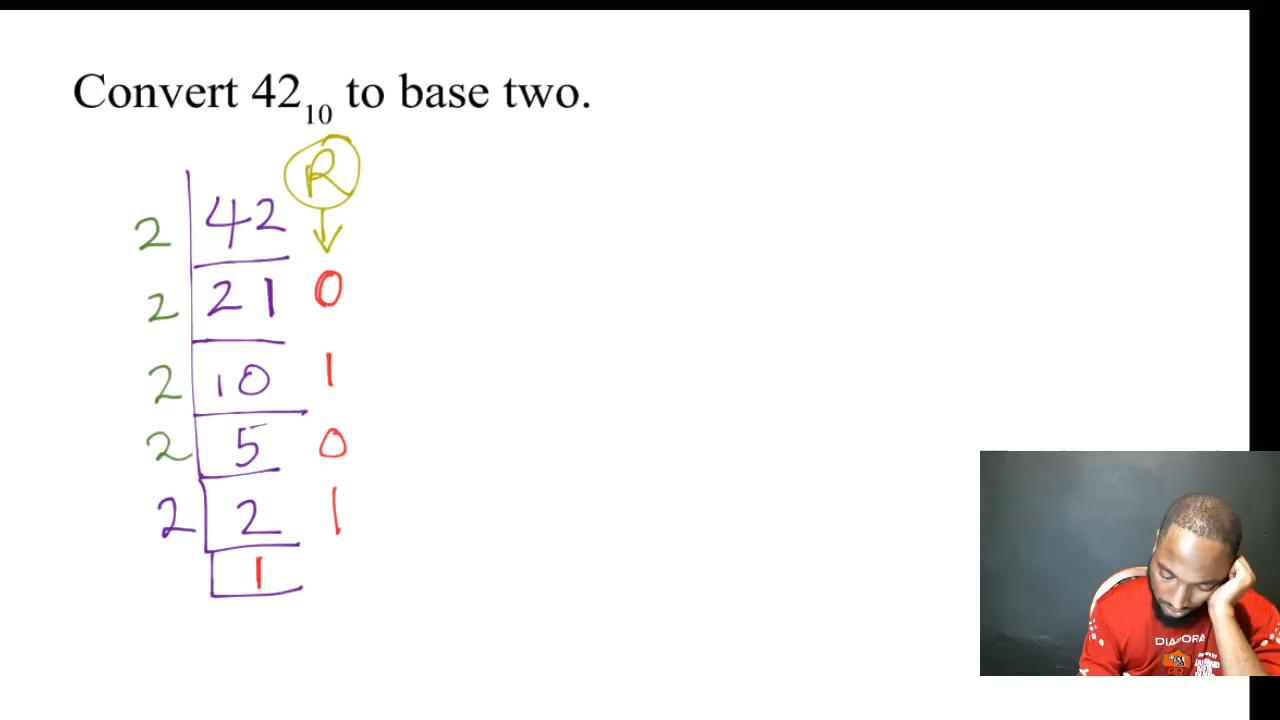 Convert 42₁₀ to base two.
R
2 42
2 21 0
2 10 1
2 5 0
2 2 1
1
DIADORA